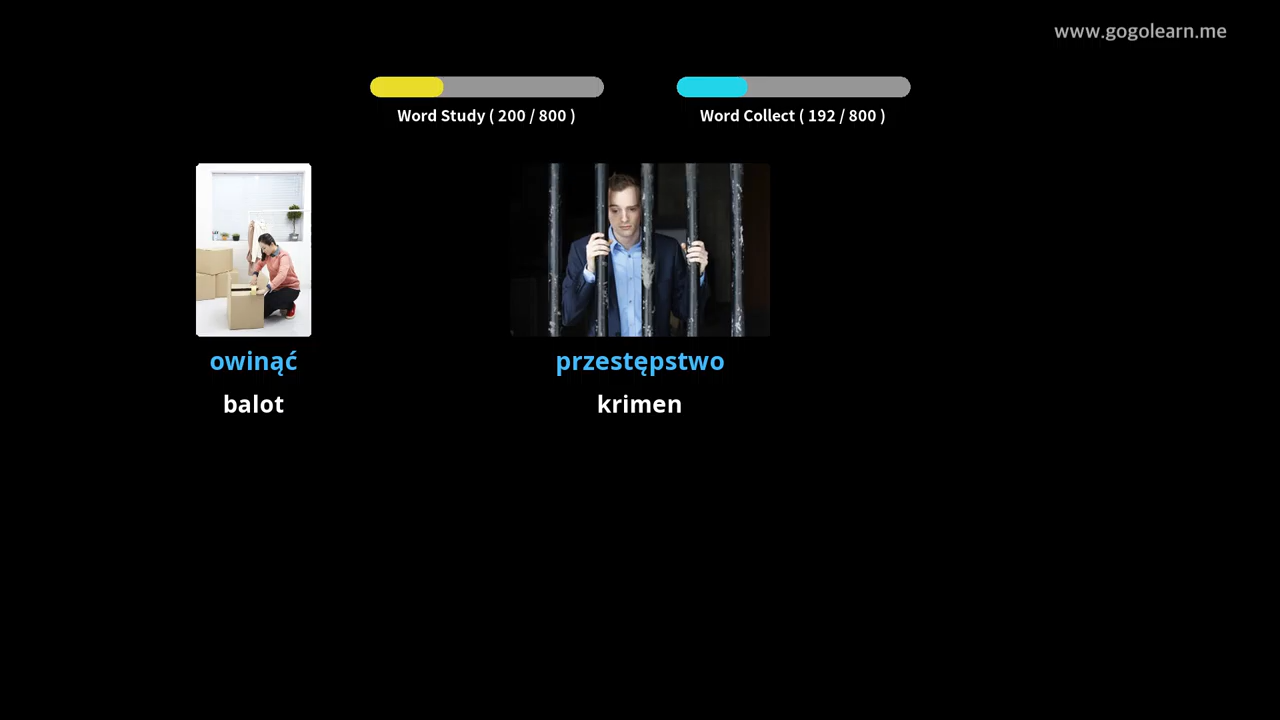 www.gogolearn.me
Word Study ( 200 / 800 )
Word Collect ( 192 / 800 )
owinąć
przestępstwo
balot
krimen